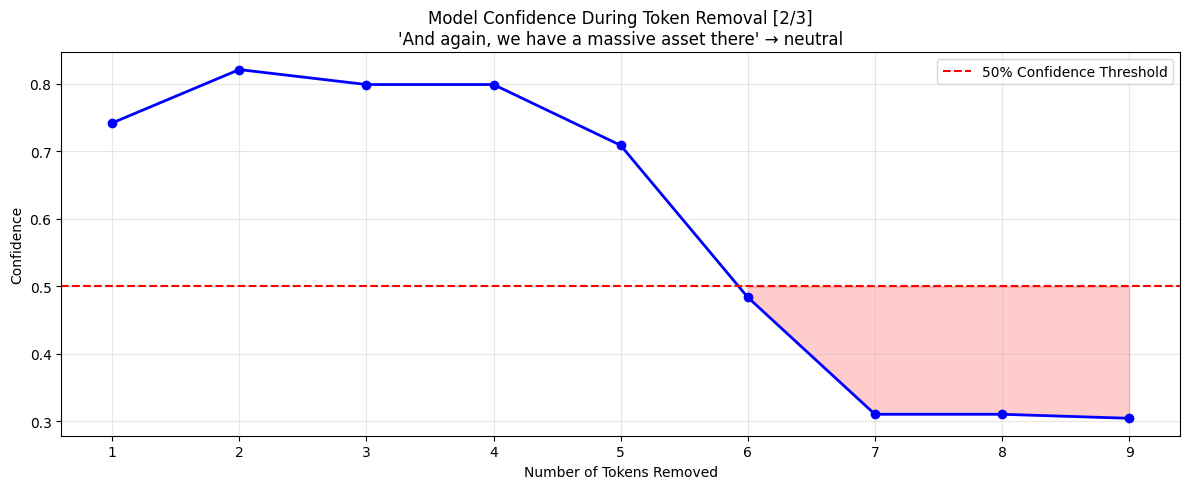 Model Confidence During Token Removal [2/3]
'And again, we have a massive asset there' → neutral
50% Confidence Threshold
Confidence
0.8
0.7
0.6
0.5
0.4
0.3
1 2 3 4 5 6 7 8 9
Number of Tokens Removed